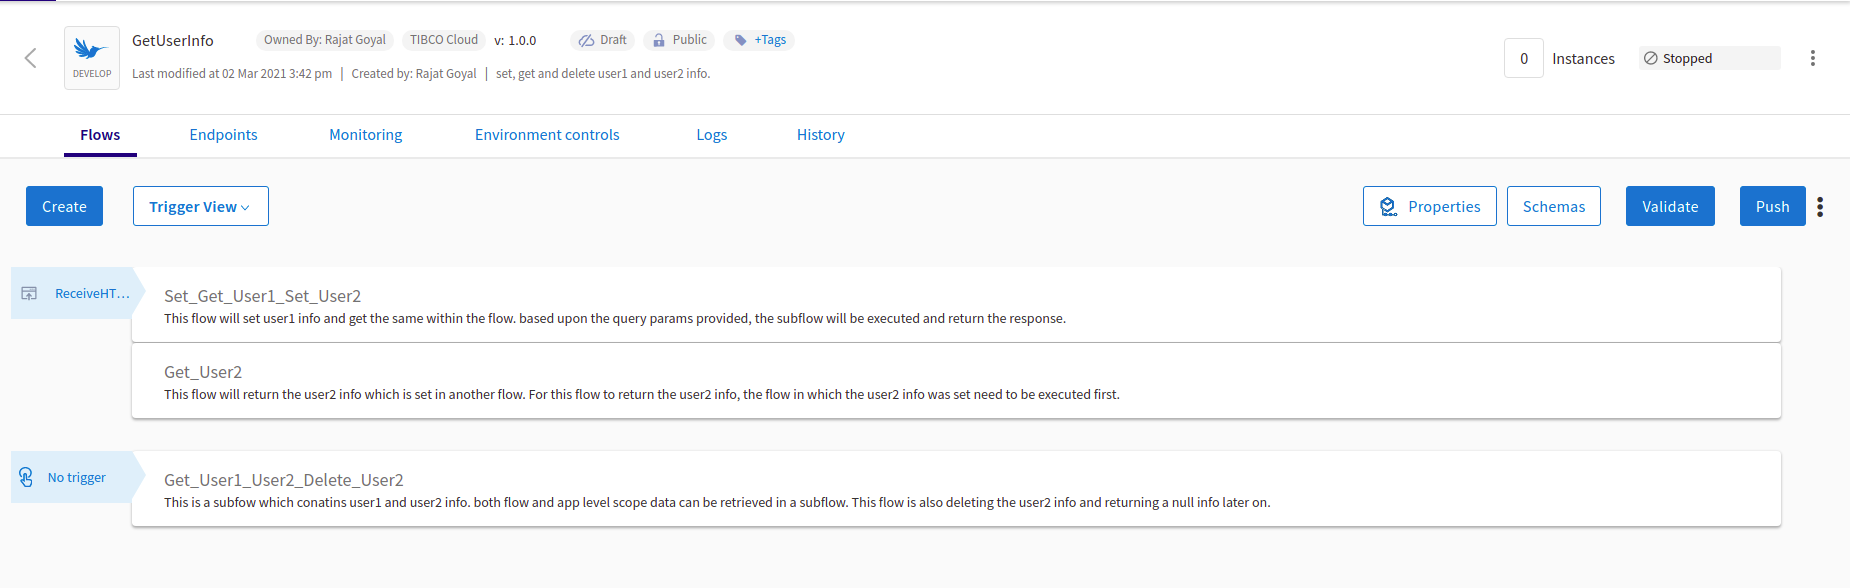 GetUserInfo Owned By: Rajat Goyal TIBCO Cloud v: 1.0.0 Draft Public +Tags
DEVELOP
Last modified at 02 Mar 2021 3:42 pm | Created by: Rajat Goyal | set, get and delete user1 and user2 info.
0 Instances Stopped
Flows Endpoints Monitoring Environment controls Logs History
Create Trigger View Properties Schemas Validate Push
ReceiveHT...
Set_Get_User1_Set_User2
This flow will set user1 info and get the same within the flow. based upon the query params provided, the subflow will be executed and return the response.
Get_User2
This flow will return the user2 info which is set in another flow. For this flow to return the user2 info, the flow in which the user2 info was set need to be executed first.
No trigger
Get_User1_User2_Delete_User2
This is a subfow which conatins user1 and user2 info. both flow and app level scope data can be retrieved in a subflow. This flow is also deleting the user2 info and returning a null info later on.